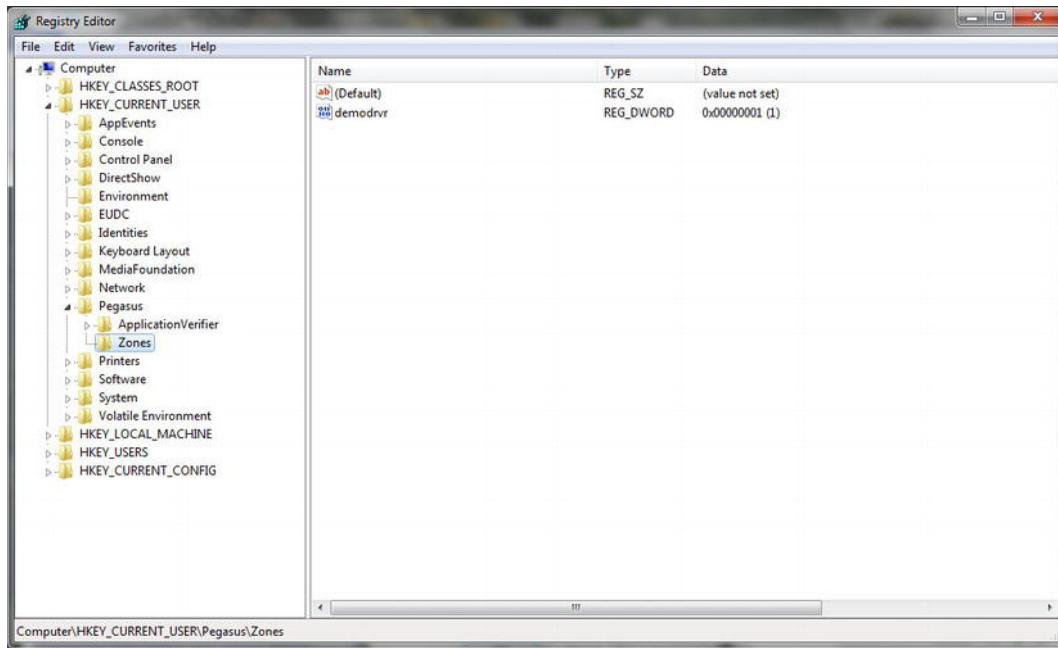 Registry Editor
File Edit View Favorites Help
Computer
HKEY_CLASSES_ROOT
HKEY_CURRENT_USER
AppEvents
Console
Control Panel
DirectShow
Environment
EUDC
Identities
Keyboard Layout
MediaFoundation
Network
Pegasus
ApplicationVerifier
Zones
Printers
Software
System
Volatile Environment
HKEY_LOCAL_MACHINE
HKEY_USERS
HKEY_CURRENT_CONFIG
Name Type Data
(Default) REG_SZ (value not set)
demodrvr REG_DWORD 0x00000001 (1)
Computer\HKEY_CURRENT_USER\Pegasus\Zones